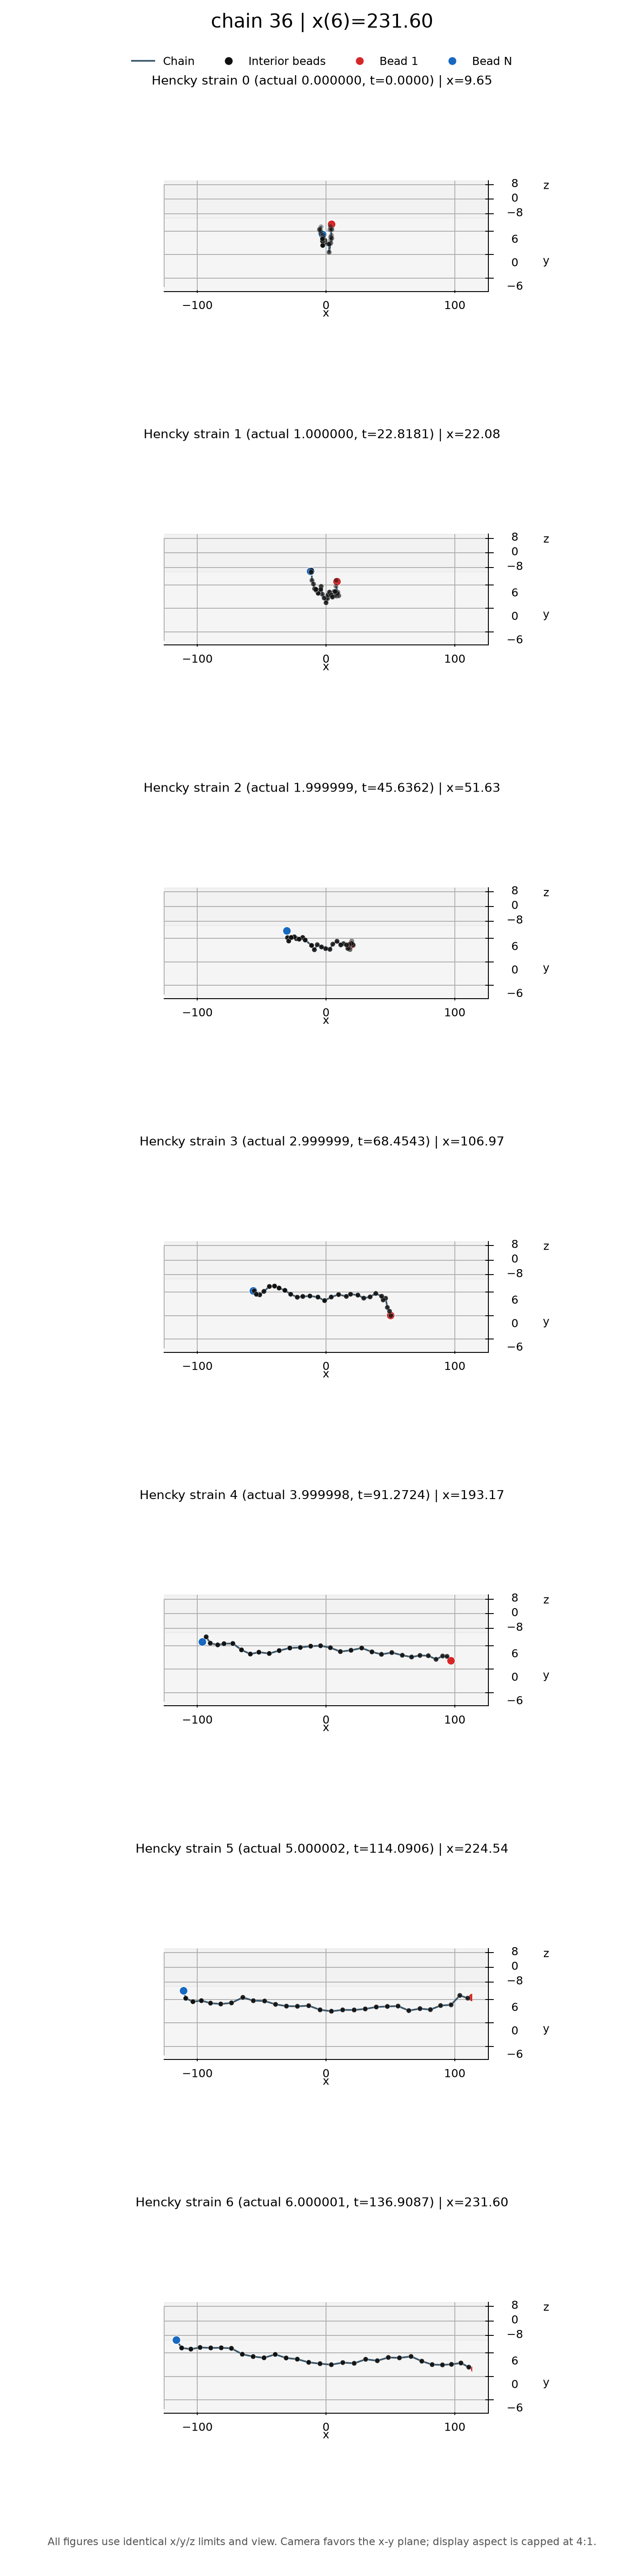 chain 36 | x(6)=231.60
Chain Interior beads Bead 1 Bead N
Hencky strain 0 (actual 0.000000, t=0.0000) | x=9.65
8 z
0
−8
6
0 y
−6
−100 0 100
x
Hencky strain 1 (actual 1.000000, t=22.8181) | x=22.08
8 z
0
−8
6
0 y
−6
−100 0 100
x
Hencky strain 2 (actual 1.999999, t=45.6362) | x=51.63
8 z
0
−8
6
0 y
−6
−100 0 100
x
Hencky strain 3 (actual 2.999999, t=68.4543) | x=106.97
8 z
0
−8
6
0 y
−6
−100 0 100
x
Hencky strain 4 (actual 3.999998, t=91.2724) | x=193.17
8 z
0
−8
6
0 y
−6
−100 0 100
x
Hencky strain 5 (actual 5.000002, t=114.0906) | x=224.54
8 z
0
−8
6
0 y
−6
−100 0 100
x
Hencky strain 6 (actual 6.000001, t=136.9087) | x=231.60
8 z
0
−8
6
0 y
−6
−100 0 100
x
All figures use identical x/y/z limits and view. Camera favors the x-y plane; display aspect is capped at 4:1.